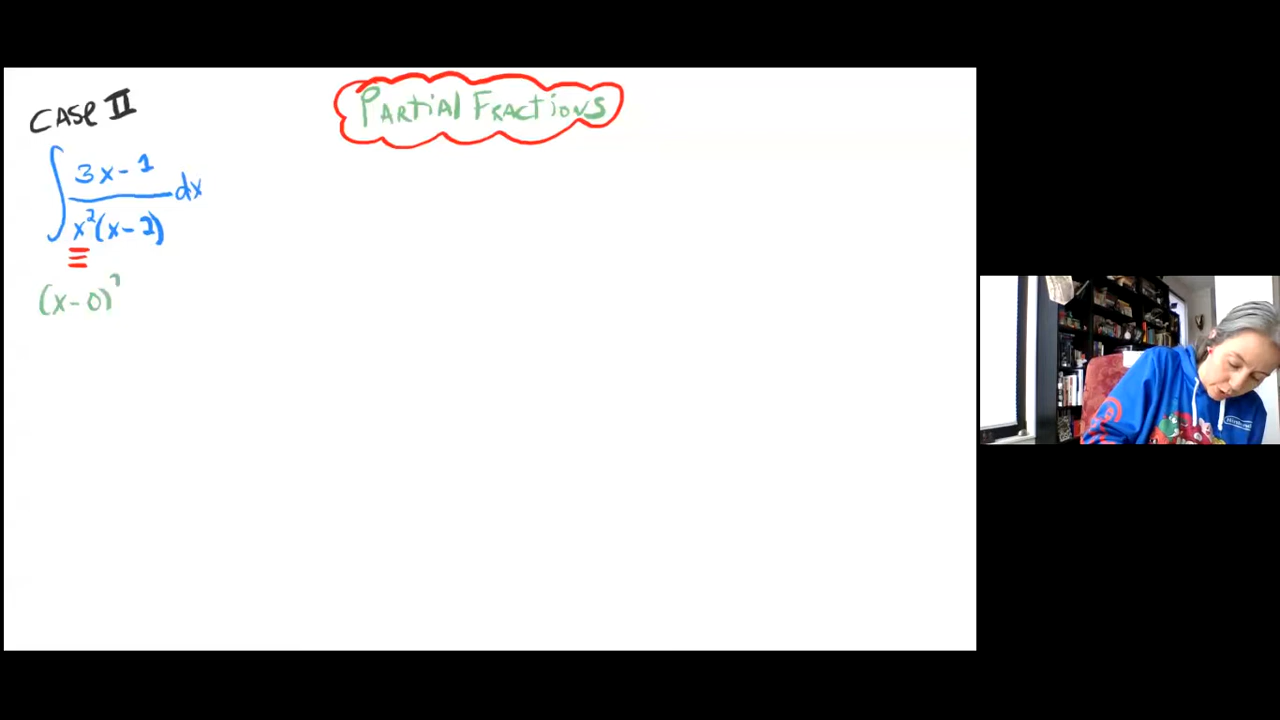 Partial Fractions
CASE II
∫ 3x-1 / x²(x-2) dx
(x-0)²